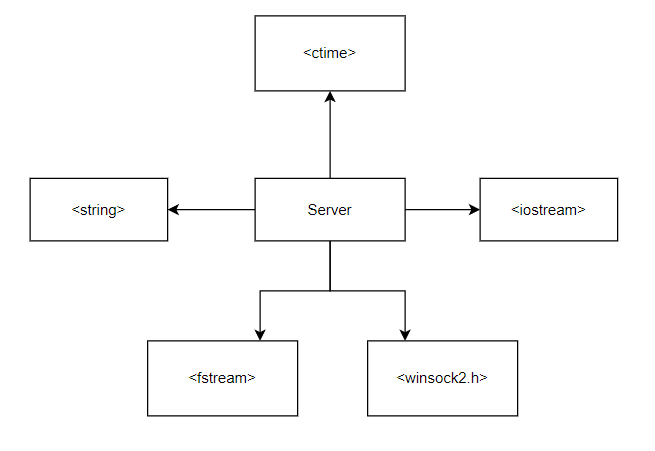 <ctime>
<string>
Server
<iostream>
<fstream>
<winsock2.h>